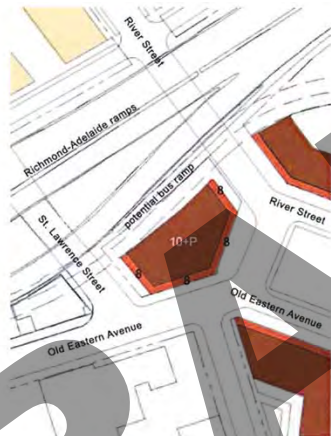 River Street
Richmond-Adelaide ramps
potential bus ramp
8
River Street
St. Lawrence Street
10+P
8
8
8
Old Eastern Avenue
Old Eastern Avenue